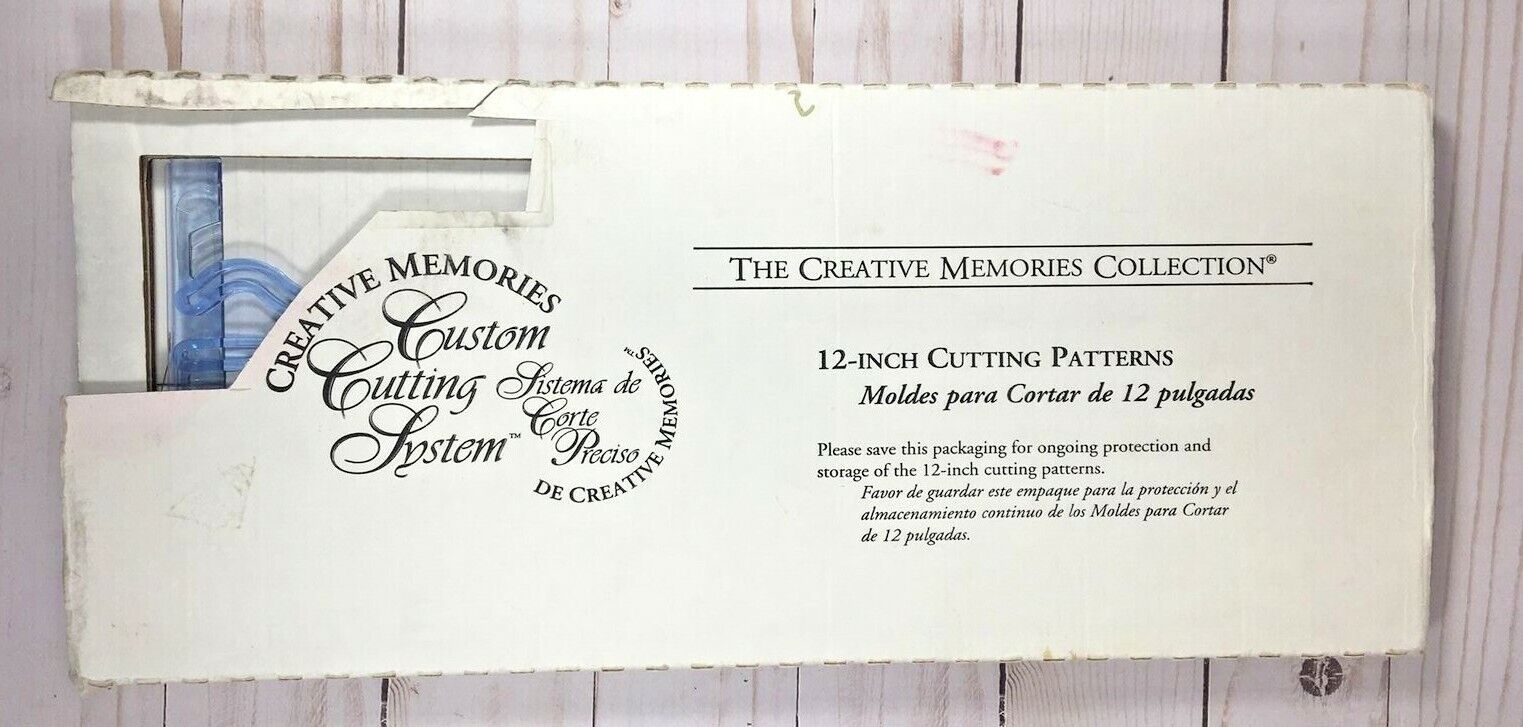 CREATIVE MEMORIES
Custom
Cutting
System™
Sistema de
Corte
Preciso
DE CREATIVE MEMORIES™
THE CREATIVE MEMORIES COLLECTION®
12-INCH CUTTING PATTERNS
Moldes para Cortar de 12 pulgadas
Please save this packaging for ongoing protection and
storage of the 12-inch cutting patterns.
Favor de guardar este empaque para la protección y el
almacenamiento continuo de los Moldes para Cortar
de 12 pulgadas.